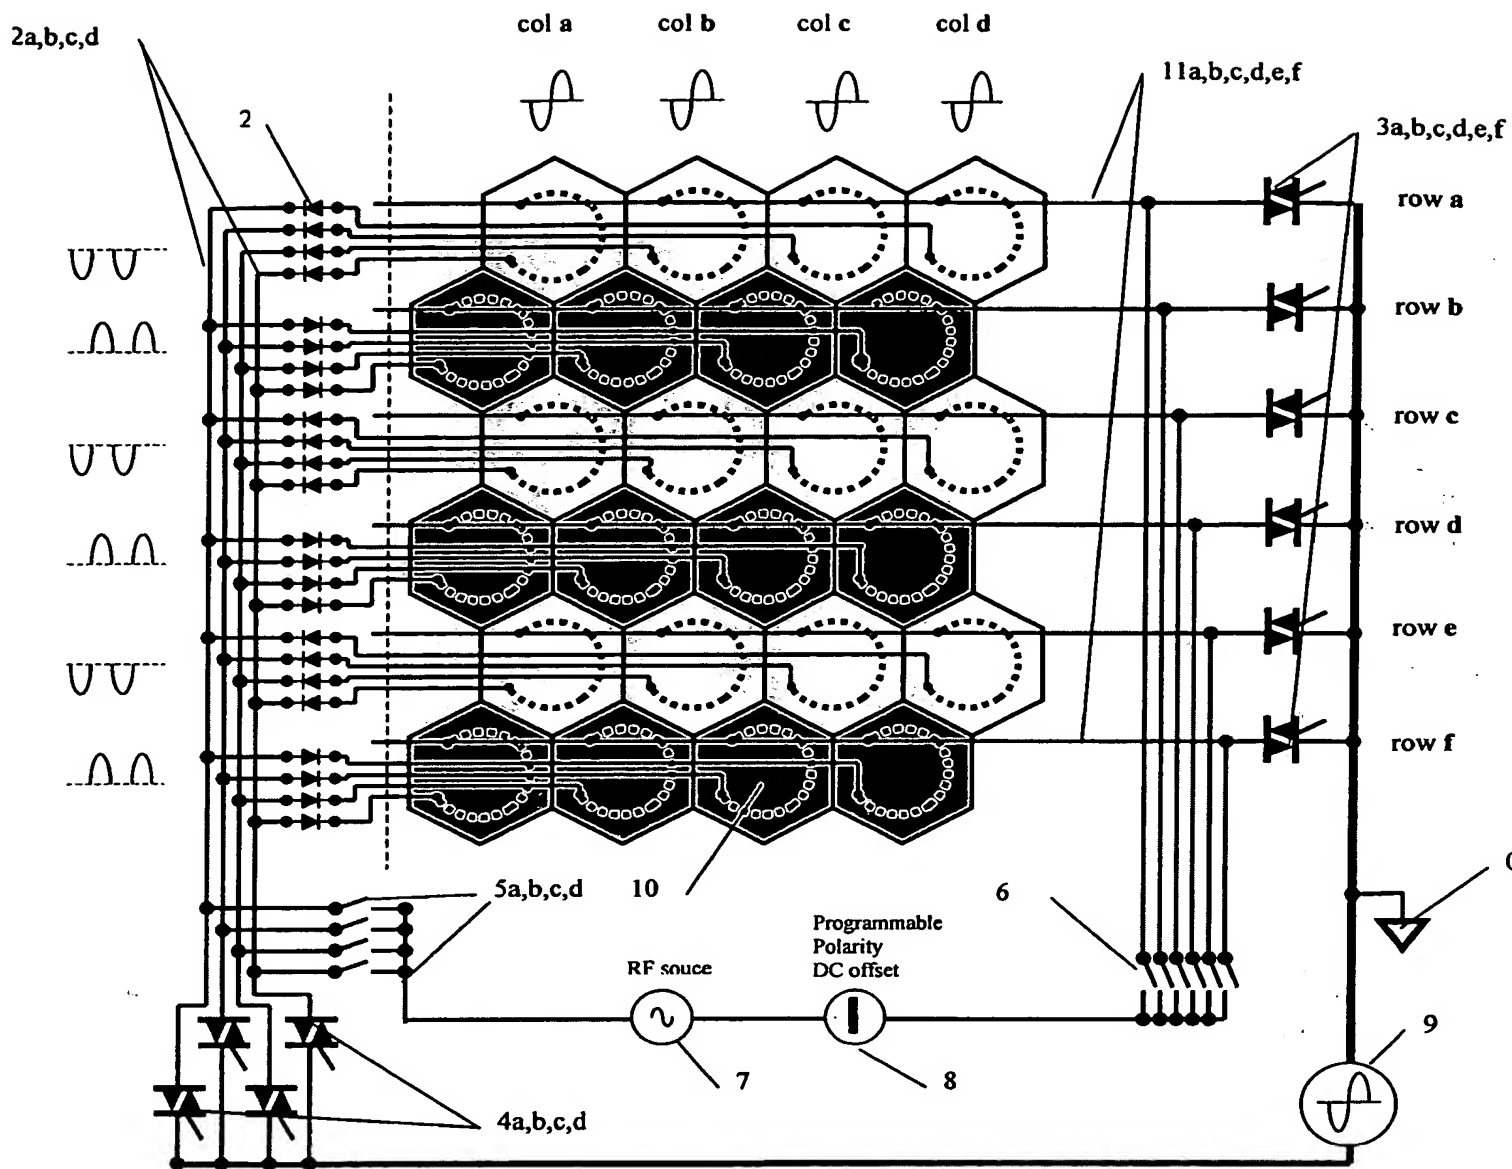 col a
col b
col c
col d
2a,b,c,d
11a,b,c,d,e,f
3a,b,c,d,e,f
2
row a
row b
row c
row d
row e
row f
5a,b,c,d
10
6
Programmable
Polarity
DC offset
RF souce
7
8
9
4a,b,c,d